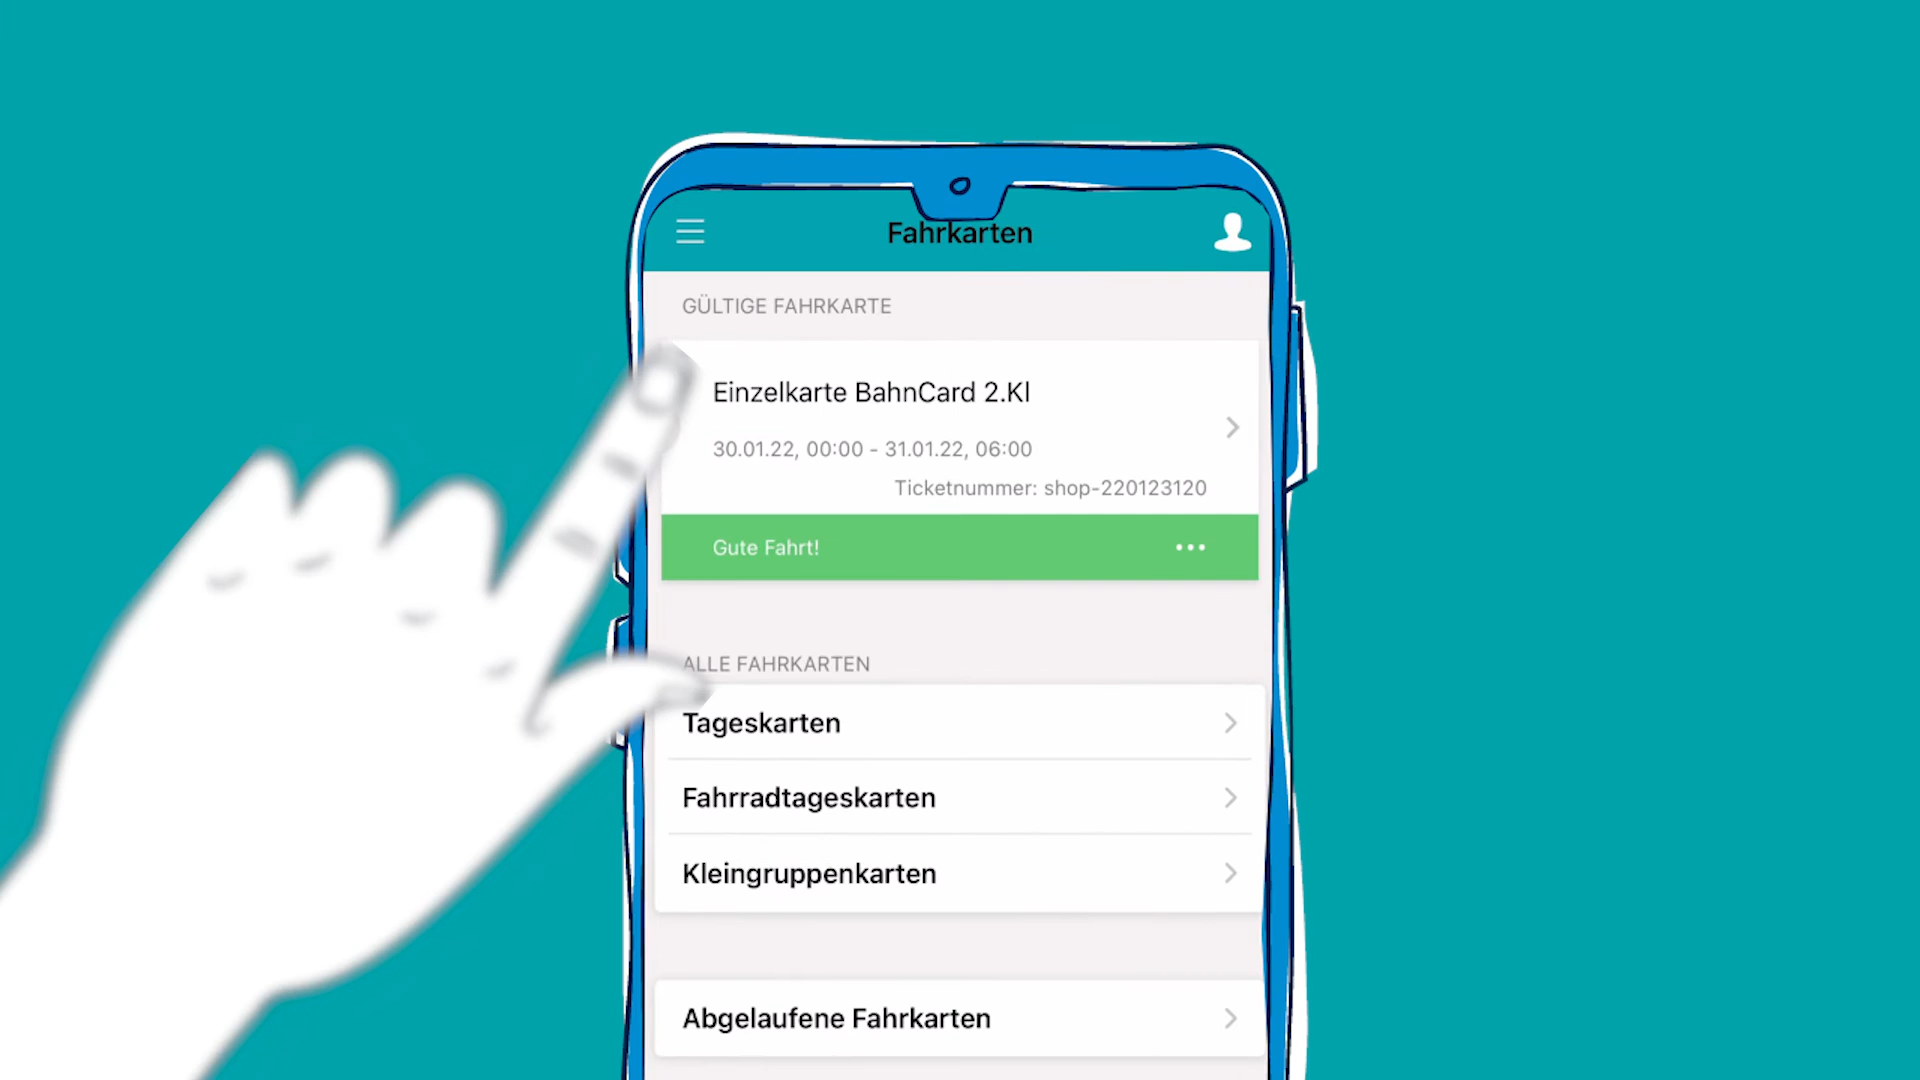 Fahrkarten
GÜLTIGE FAHRKARTE
Einzelkarte BahnCard 2.Kl
30.01.22, 00:00 - 31.01.22, 06:00
Ticketnummer: shop-220123120
Gute Fahrt!
ALLE FAHRKARTEN
Tageskarten
Fahrradtageskarten
Kleingruppenkarten
Abgelaufene Fahrkarten